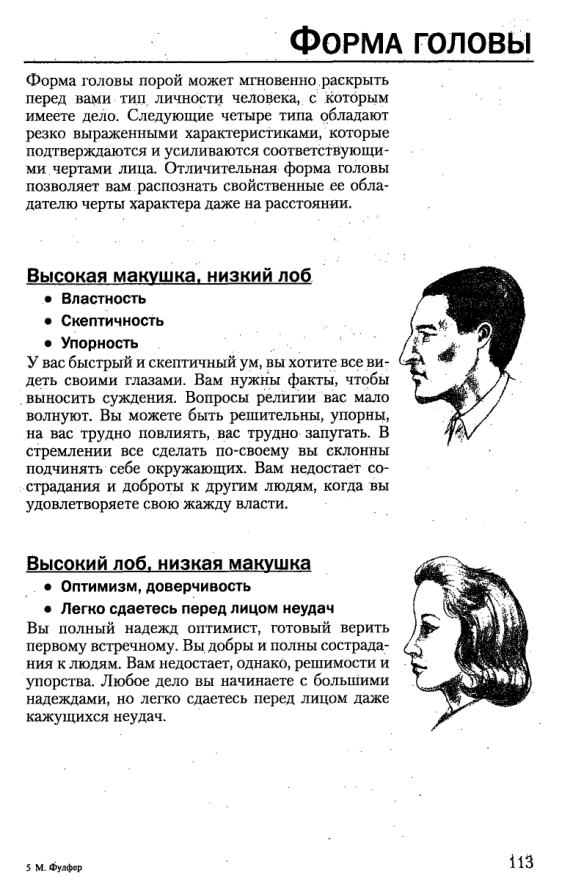 ФОРМА ГОЛОВЫ
Форма головы порой может мгновенно раскрыть
перед вами тип личности человека, с которым
имеете дело. Следующие четыре типа обладают
резко выраженными характеристиками, которые
подтверждаются и усиливаются соответствующи-
ми чертами лица. Отличительная форма головы
позволяет вам распознать свойственные ее обла-
дателю черты характера даже на расстоянии.
Высокая макушка, низкий лоб
• Властность
• Скептичность
• Упорность
У вас быстрый и скептичный ум, вы хотите все ви-
деть своими глазами. Вам нужны факты, чтобы
выносить суждения. Вопросы религии вас мало
волнуют. Вы можете быть решительны, упорны,
на вас трудно повлиять, вас трудно запугать. В
стремлении все сделать по-своему вы склонны
подчинять себе окружающих. Вам недостает со-
страдания и доброты к другим людям, когда вы
удовлетворяете свою жажду власти.
Высокий лоб, низкая макушка
• Оптимизм, доверчивость
• Легко сдаетесь перед лицом неудач
Вы полный надежд оптимист, готовый верить
первому встречному. Вы добры и полны сострада-
ния к людям. Вам недостает, однако, решимости и
упорства. Любое дело вы начинаете с большими
надеждами, но легко сдаетесь перед лицом даже
кажущихся неудач.
5 М. Фулфер
113